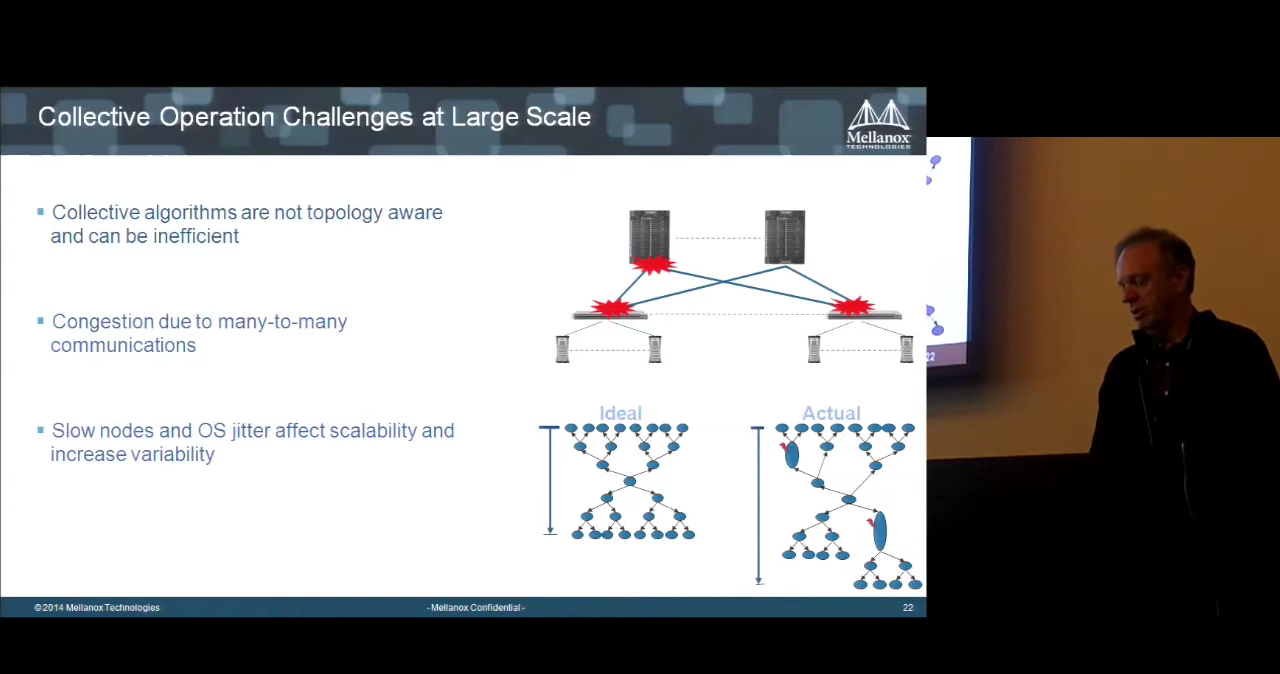 Collective Operation Challenges at Large Scale
Mellanox
TECHNOLOGIES
▪ Collective algorithms are not topology aware
and can be inefficient
▪ Congestion due to many-to-many
communications
▪ Slow nodes and OS jitter affect scalability and
increase variability
Ideal
Actual
© 2014 Mellanox Technologies
- Mellanox Confidential -
22
22